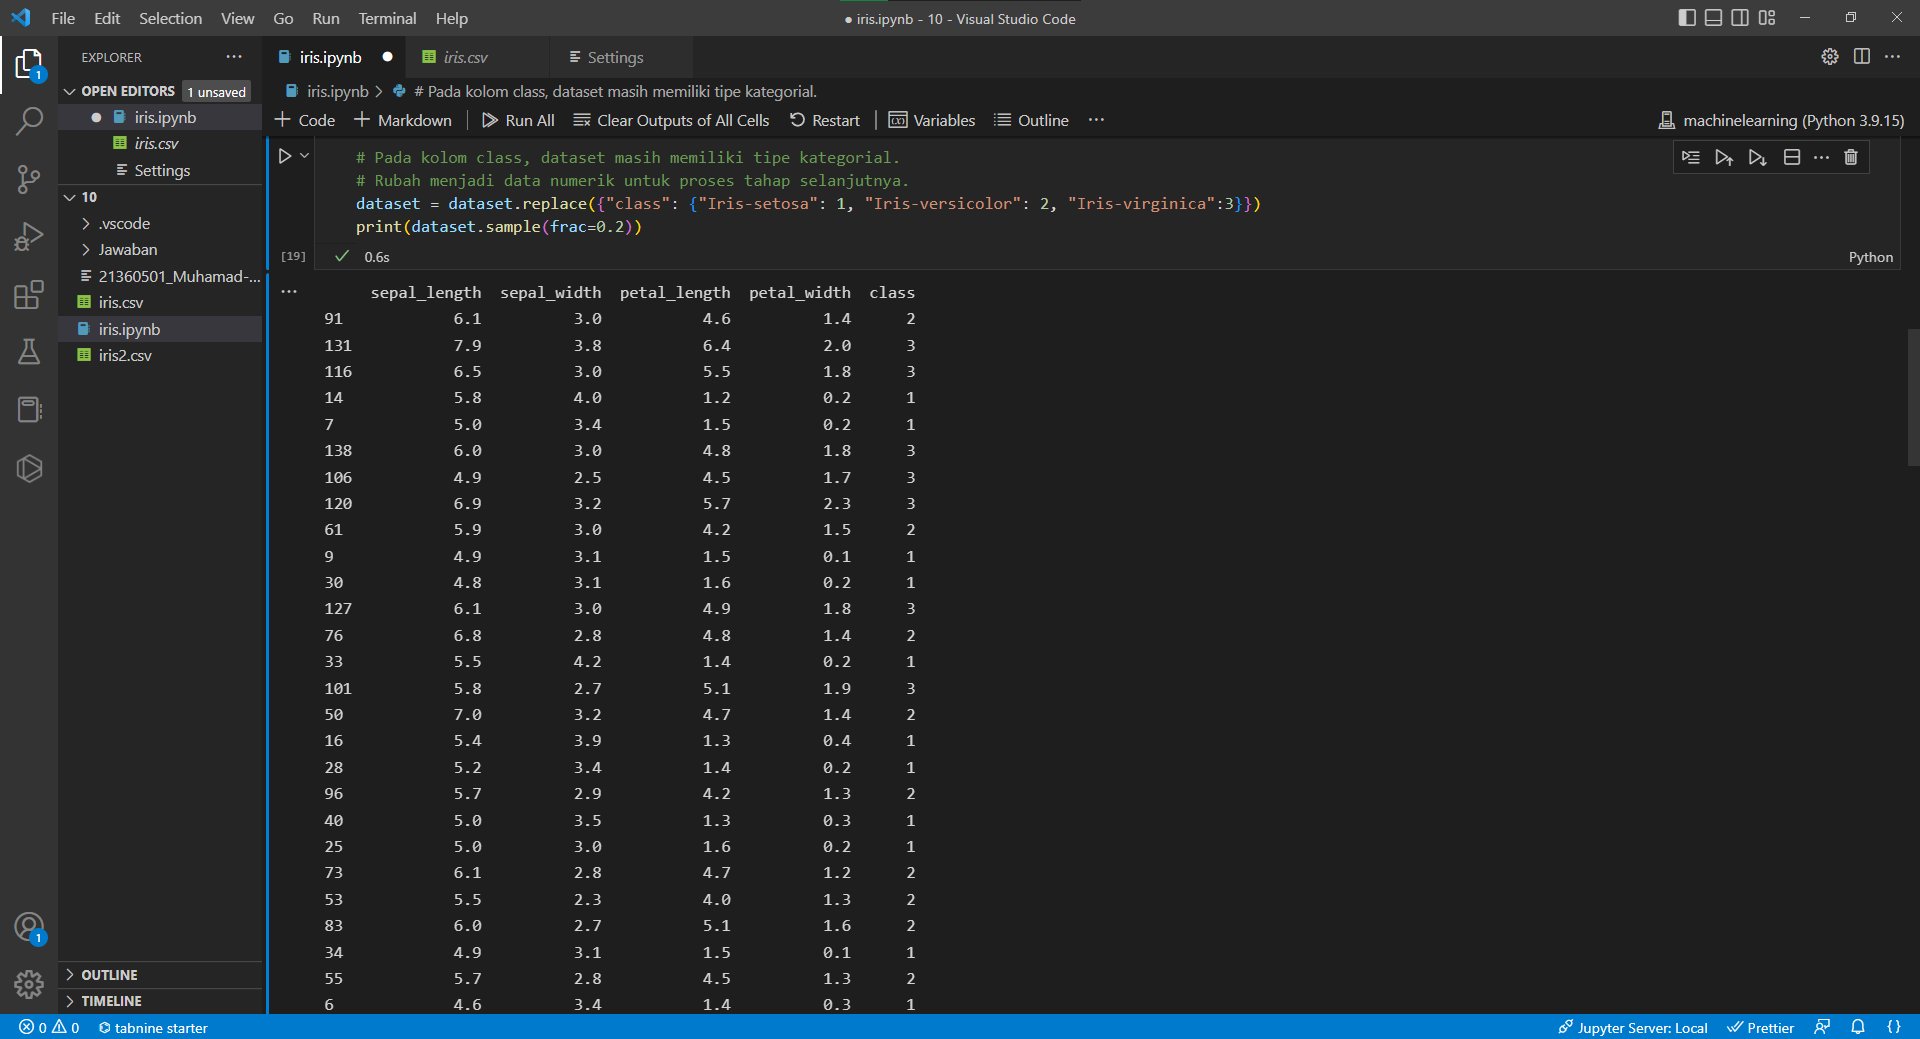 File Edit Selection View Go Run Terminal Help
● iris.ipynb - 10 - Visual Studio Code
EXPLORER
iris.ipynb
iris.csv
Settings
OPEN EDITORS 1 unsaved
iris.ipynb
iris.csv
Settings
10
.vscode
Jawaban
21360501_Muhamad-...
iris.csv
iris.ipynb
iris2.csv
OUTLINE
TIMELINE
1
1
iris.ipynb > # Pada kolom class, dataset masih memiliki tipe kategorial.
+ Code + Markdown Run All Clear Outputs of All Cells Restart Variables Outline ...
machinelearning (Python 3.9.15)
# Pada kolom class, dataset masih memiliki tipe kategorial.
# Rubah menjadi data numerik untuk proses tahap selanjutnya.
dataset = dataset.replace({"class": {"Iris-setosa": 1, "Iris-versicolor": 2, "Iris-virginica":3}})
print(dataset.sample(frac=0.2))
[19] ✓ 0.6s
Python
sepal_length sepal_width petal_length petal_width class
91 6.1 3.0 4.6 1.4 2
131 7.9 3.8 6.4 2.0 3
116 6.5 3.0 5.5 1.8 3
14 5.8 4.0 1.2 0.2 1
7 5.0 3.4 1.5 0.2 1
138 6.0 3.0 4.8 1.8 3
106 4.9 2.5 4.5 1.7 3
120 6.9 3.2 5.7 2.3 3
61 5.9 3.0 4.2 1.5 2
9 4.9 3.1 1.5 0.1 1
30 4.8 3.1 1.6 0.2 1
127 6.1 3.0 4.9 1.8 3
76 6.8 2.8 4.8 1.4 2
33 5.5 4.2 1.4 0.2 1
101 5.8 2.7 5.1 1.9 3
50 7.0 3.2 4.7 1.4 2
16 5.4 3.9 1.3 0.4 1
28 5.2 3.4 1.4 0.2 1
96 5.7 2.9 4.2 1.3 2
40 5.0 3.5 1.3 0.3 1
25 5.0 3.0 1.6 0.2 1
73 6.1 2.8 4.7 1.2 2
53 5.5 2.3 4.0 1.3 2
83 6.0 2.7 5.1 1.6 2
34 4.9 3.1 1.5 0.1 1
55 5.7 2.8 4.5 1.3 2
6 4.6 3.4 1.4 0.3 1
0 0 tabnine starter
Jupyter Server: Local Prettier